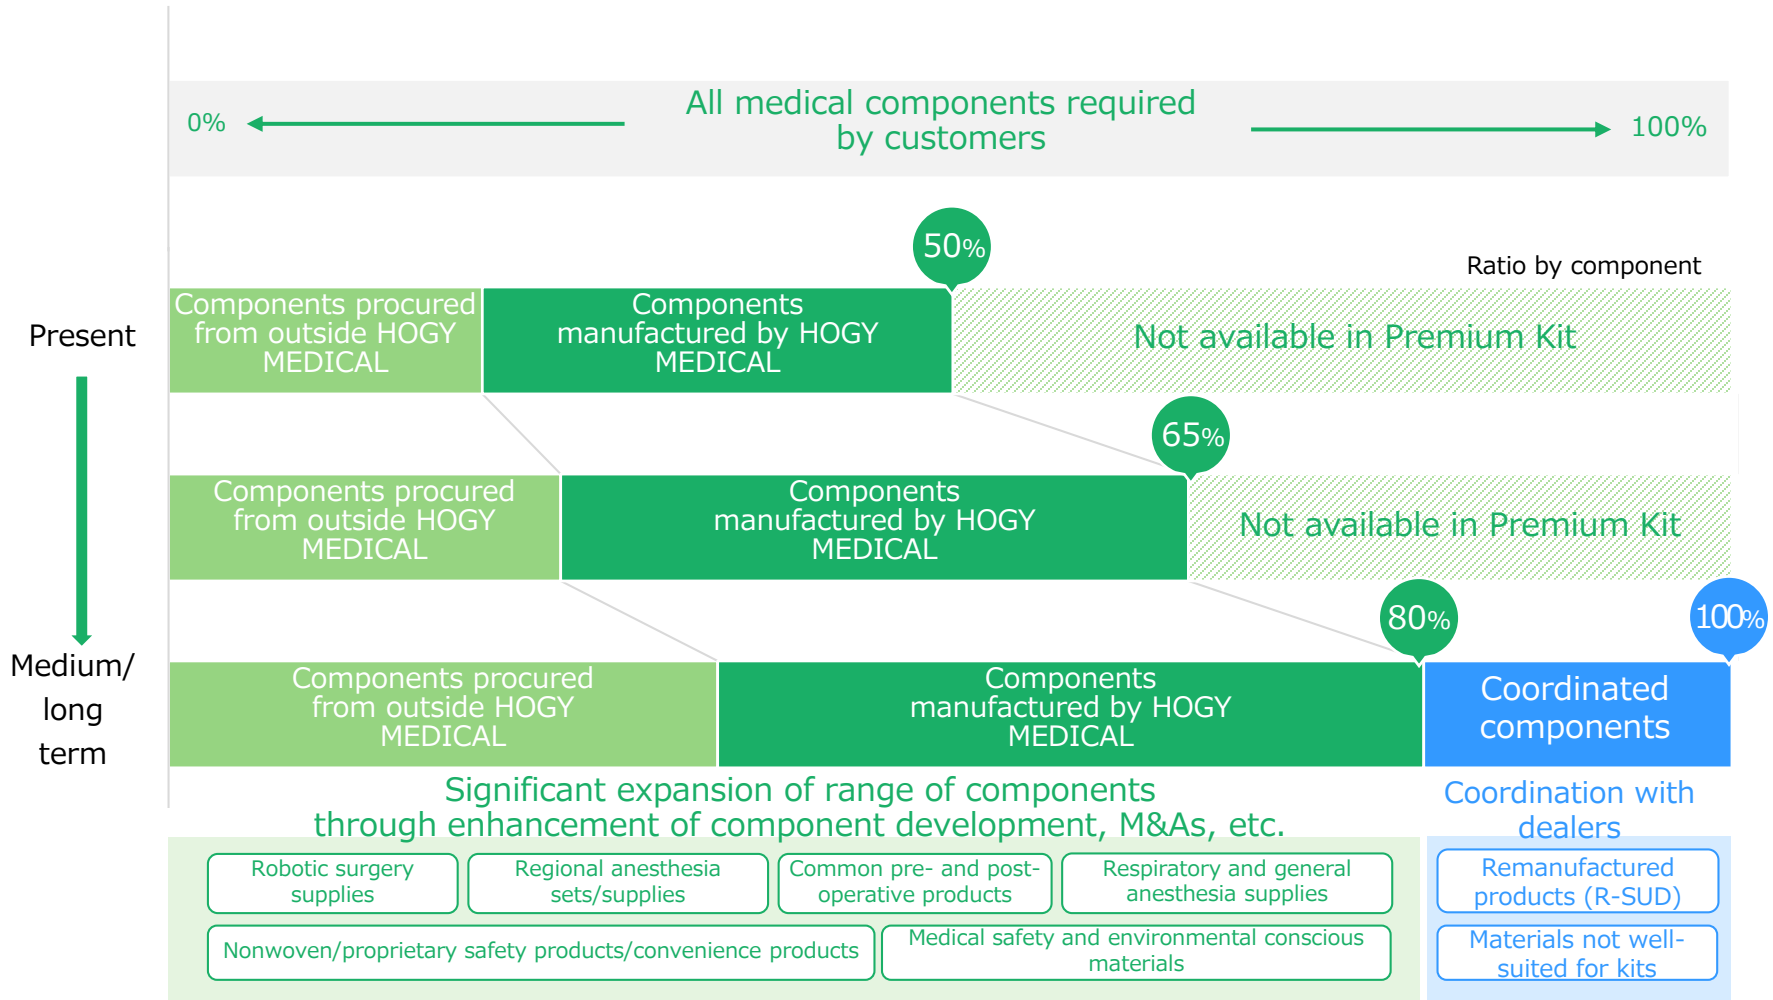 All medical components required
by customers
0%
100%
50%
Ratio by component
Present
Components procured
from outside HOGY
MEDICAL
Components
manufactured by HOGY
MEDICAL
Not available in Premium Kit
65%
Components procured
from outside HOGY
MEDICAL
Components
manufactured by HOGY
MEDICAL
Not available in Premium Kit
80%
100%
Medium/
long
term
Components procured
from outside HOGY
MEDICAL
Components
manufactured by HOGY
MEDICAL
Coordinated
components
Significant expansion of range of components
through enhancement of component development, M&As, etc.
Coordination with
dealers
Robotic surgery
supplies
Regional anesthesia
sets/supplies
Common pre- and post-
operative products
Respiratory and general
anesthesia supplies
Remanufactured
products (R-SUD)
Nonwoven/proprietary safety products/convenience products
Medical safety and environmental conscious
materials
Materials not well-
suited for kits